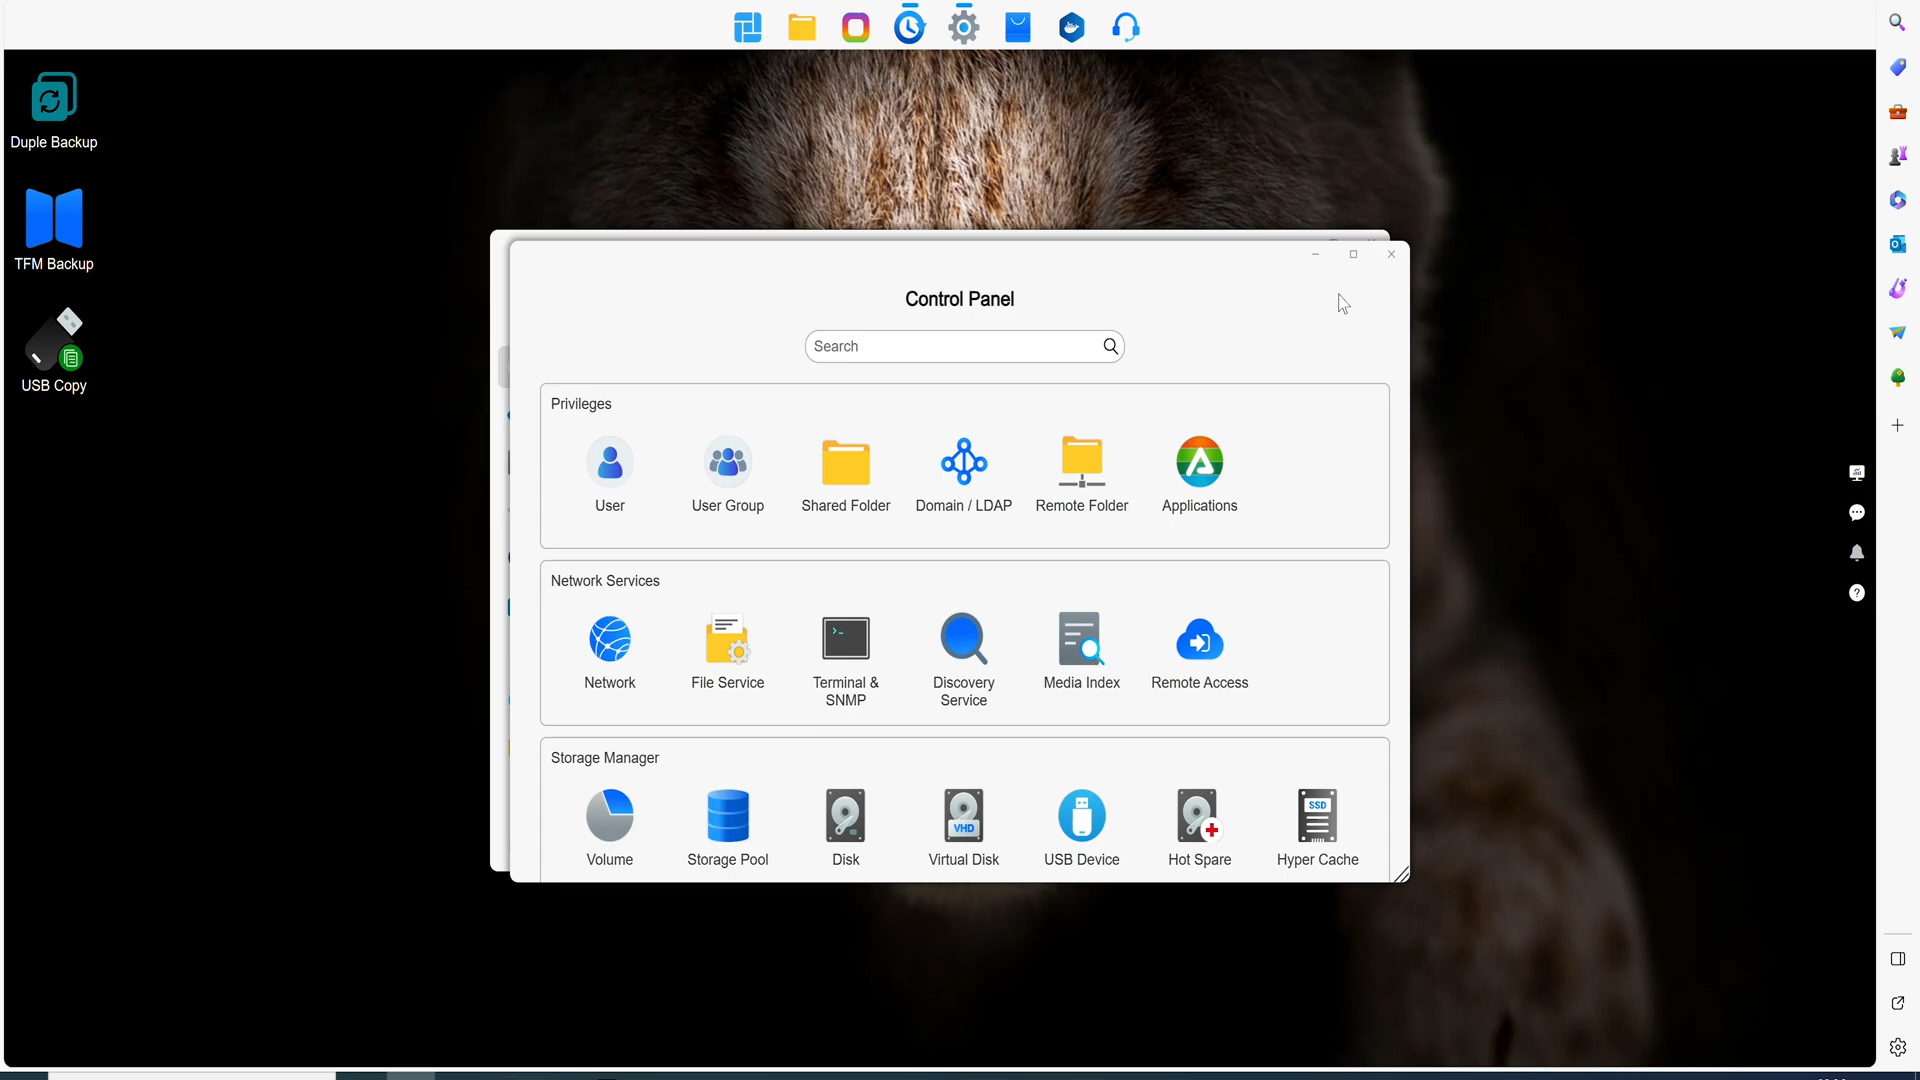 Duple Backup
TFM Backup
USB Copy
Control Panel
Search
Privileges
User
User Group
Shared Folder
Domain / LDAP
Remote Folder
Applications
Network Services
Network
File Service
Terminal &
SNMP
Discovery
Service
Media Index
Remote Access
Storage Manager
Volume
Storage Pool
Disk
VHD
Virtual Disk
USB Device
Hot Spare
SSD
Hyper Cache